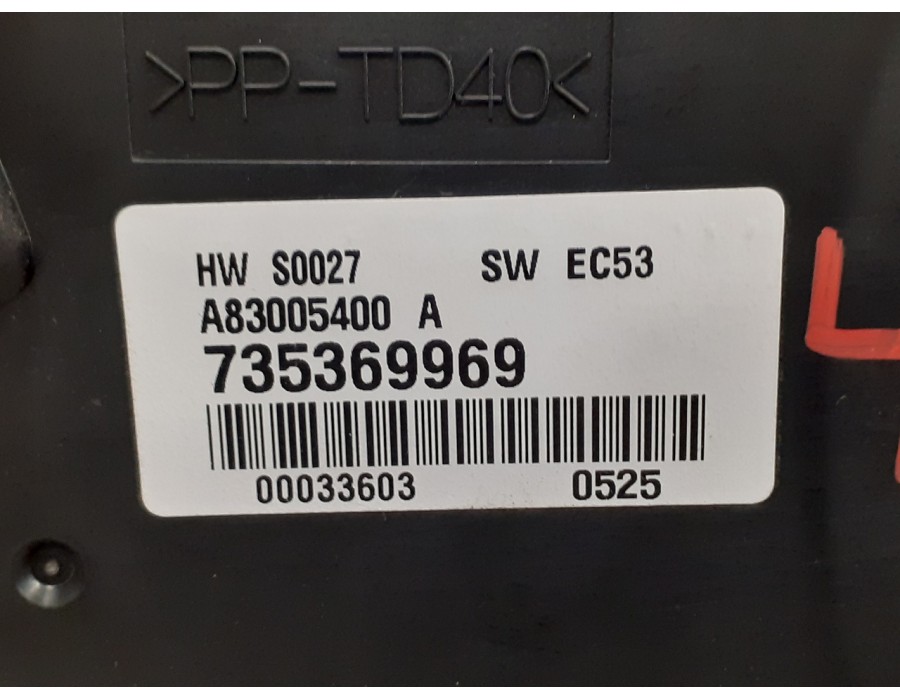 >PP-TD40<
HW S0027 SW EC53
A83005400 A
735369969
00033603 0525